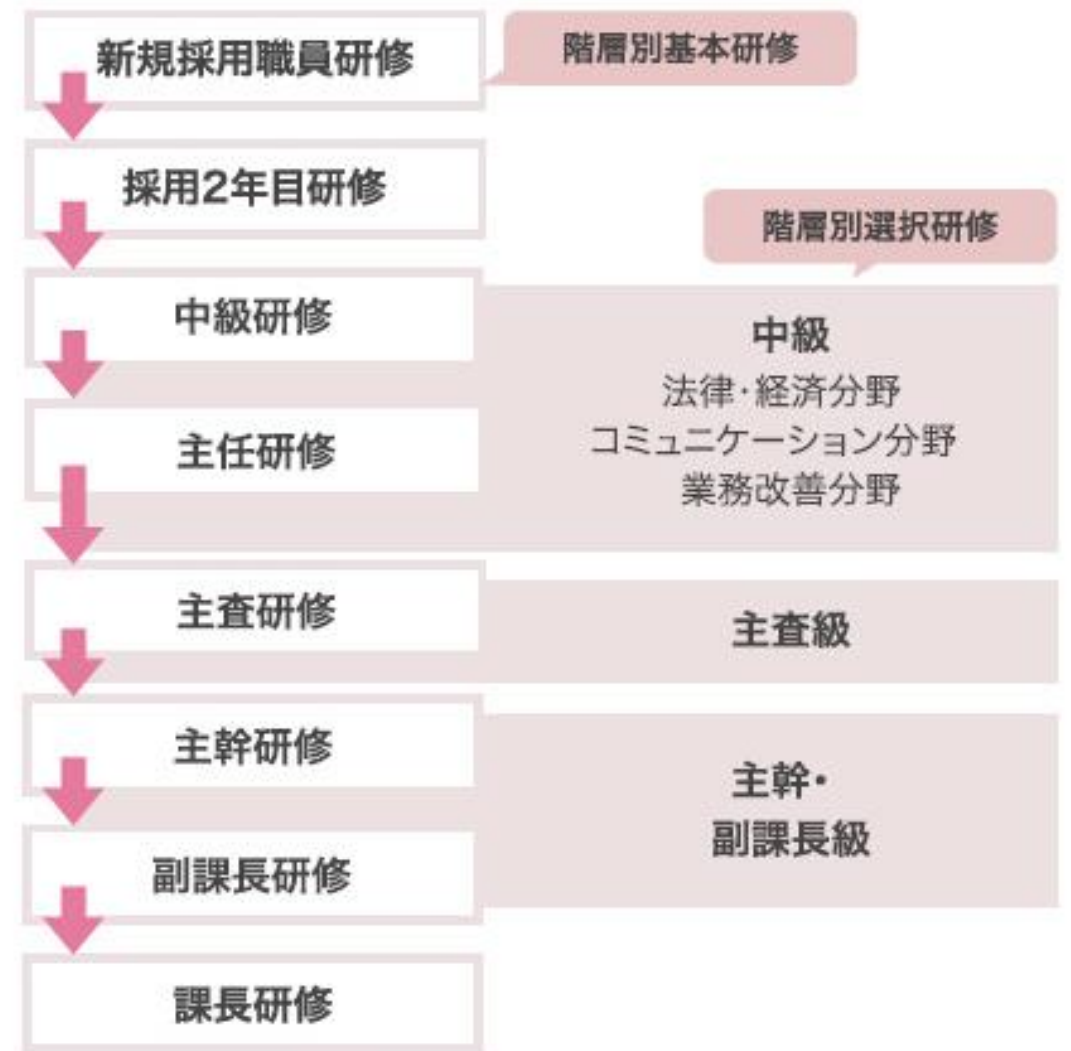 新規採用職員研修
階層別基本研修
採用2年目研修
階層別選択研修
中級研修
中級
法律・経済分野
コミュニケーション分野
業務改善分野
主任研修
主査研修
主査級
主幹研修
主幹・
副課長級
副課長研修
課長研修